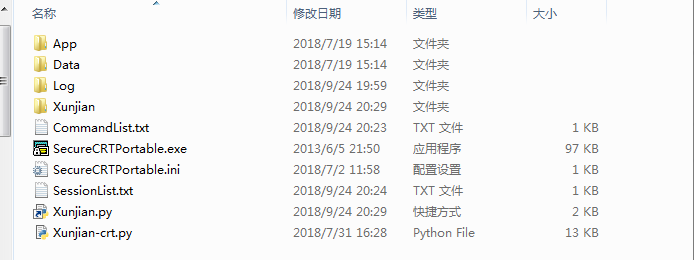 名称 修改日期 类型 大小
App 2018/7/19 15:14 文件夹
Data 2018/7/19 15:14 文件夹
Log 2018/9/24 19:59 文件夹
Xunjian 2018/9/24 20:29 文件夹
CommandList.txt 2018/9/24 20:23 TXT 文件 1 KB
SecureCRTPortable.exe 2013/6/5 21:50 应用程序 97 KB
SecureCRTPortable.ini 2018/7/2 11:58 配置设置 1 KB
SessionList.txt 2018/9/24 20:24 TXT 文件 1 KB
Xunjian.py 2018/9/24 20:29 快捷方式 2 KB
Xunjian-crt.py 2018/7/31 16:28 Python File 13 KB